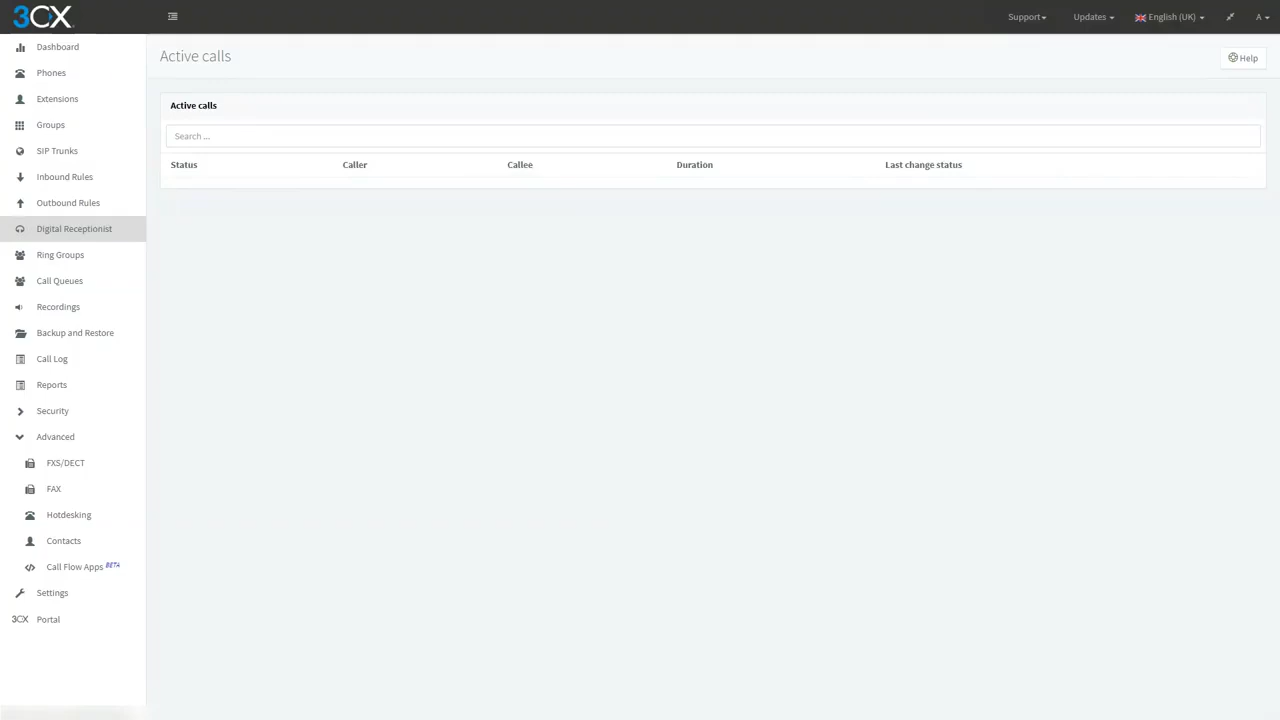 3CX
Support
Updates
English (UK)
A
Dashboard
Phones
Extensions
Groups
SIP Trunks
Inbound Rules
Outbound Rules
Digital Receptionist
Ring Groups
Call Queues
Recordings
Backup and Restore
Call Log
Reports
Security
Advanced
FXS/DECT
FAX
Hotdesking
Contacts
Call Flow Apps BETA
Settings
3CX Portal
Active calls
Help
Active calls
Search ...
Status Caller Callee Duration Last change status